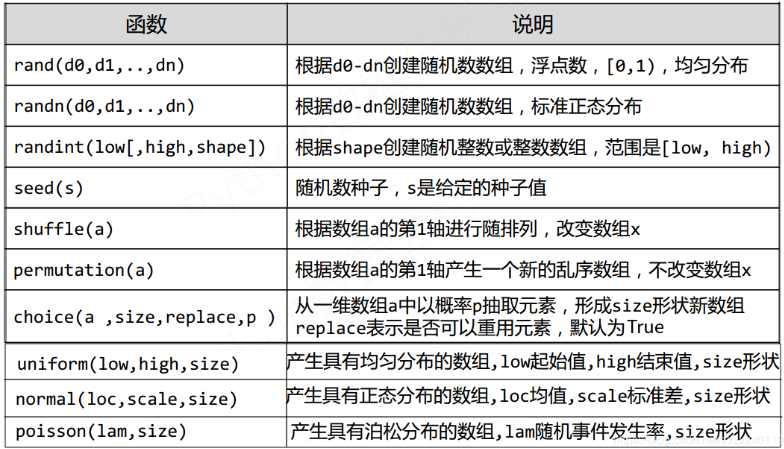 函数 说明
rand(d0,d1,..,dn) 根据d0-dn创建随机数数组，浮点数，[0,1)，均匀分布
randn(d0,d1,..,dn) 根据d0-dn创建随机数数组，标准正态分布
randint(low[,high,shape]) 根据shape创建随机整数或整数数组，范围是[low, high)
seed(s) 随机数种子，s是给定的种子值
shuffle(a) 根据数组a的第1轴进行随排列，改变数组x
permutation(a) 根据数组a的第1轴产生一个新的乱序数组，不改变数组x
choice(a ,size,replace,p ) 从一维数组a中以概率p抽取元素，形成size形状新数组
replace表示是否可以重用元素，默认为True
uniform(low,high,size) 产生具有均匀分布的数组,low起始值,high结束值,size形状
normal(loc,scale,size) 产生具有正态分布的数组,loc均值,scale标准差,size形状
poisson(lam,size) 产生具有泊松分布的数组,lam随机事件发生率,size形状